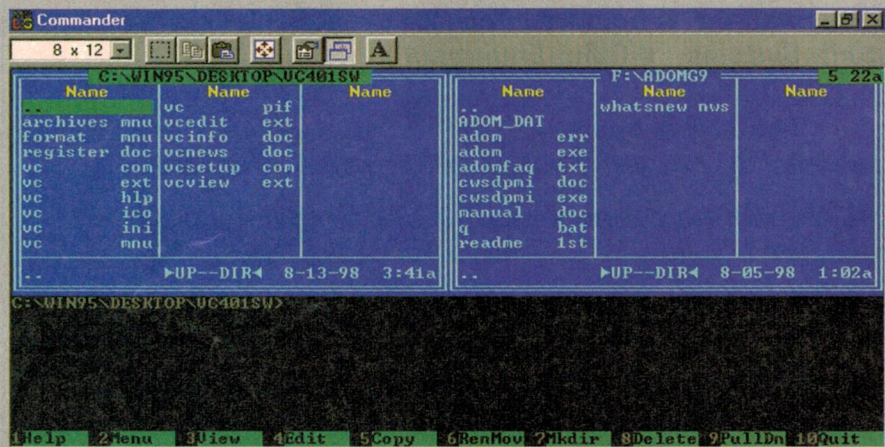 Commander
8 x 12 A
C:\WIN95\DESKTOP\VC401SW
Name Name Name
.. vc pif
archives mnu vcedit ext
format mnu vcinfo doc
register doc vcnews doc
vc com vcsetup com
vc ext vcview ext
vc hlp
vc ico
vc ini
vc mnu
.. ►UP--DIR◄ 8-13-98 3:41a
F:\ADOMG9 5 22a
Name Name Name
.. whatsnew nws
ADOM_DAT
adom err
adom exe
adomfaq txt
cwsdpmi doc
cwsdpmi exe
manual doc
q bat
readme 1st
.. ►UP--DIR◄ 8-05-98 1:02a
C:\WIN95\DESKTOP\VC401SW>
1Help 2Menu 3View 4Edit 5Copy 6RenMov 7Mkdir 8Delete 9PullDn 10Quit